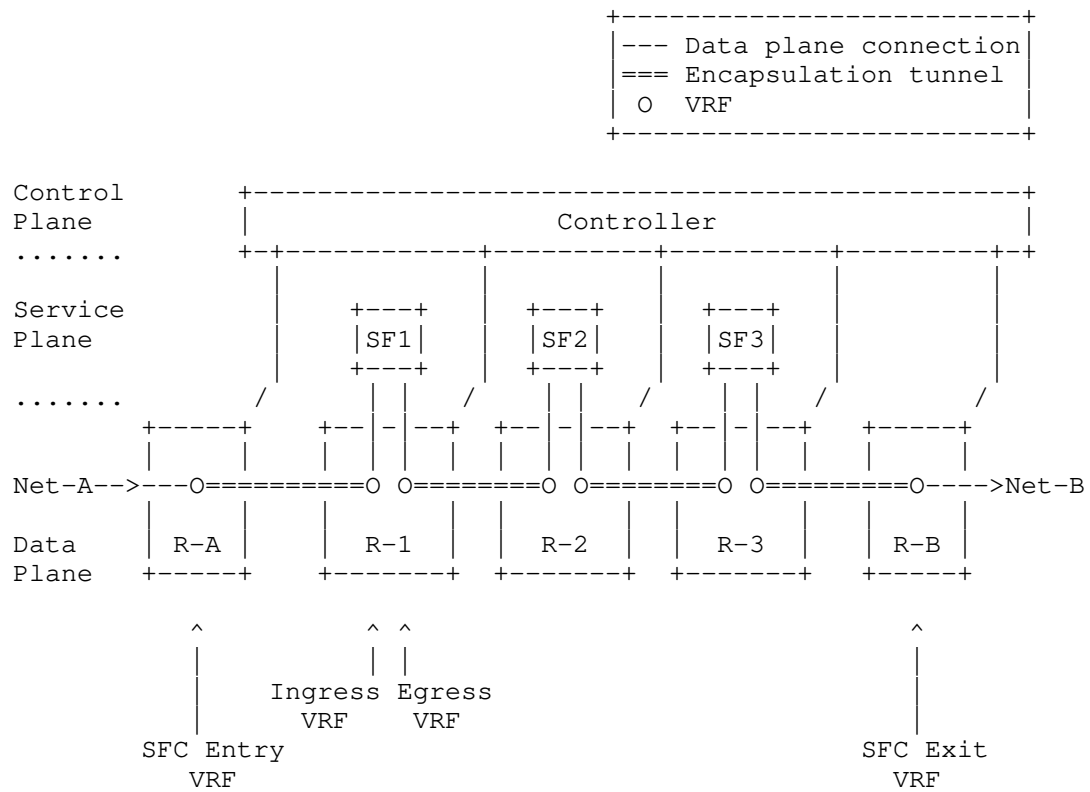 --- Data plane connection
=== Encapsulation tunnel
O VRF
Control
Plane Controller
.......
Service
Plane SF1 SF2 SF3
.......
Net-A-->---O==========O O========O O=======O O=========O---->Net-B
Data R-A R-1 R-2 R-3 R-B
Plane
Ingress Egress
VRF VRF
SFC Entry SFC Exit
VRF VRF